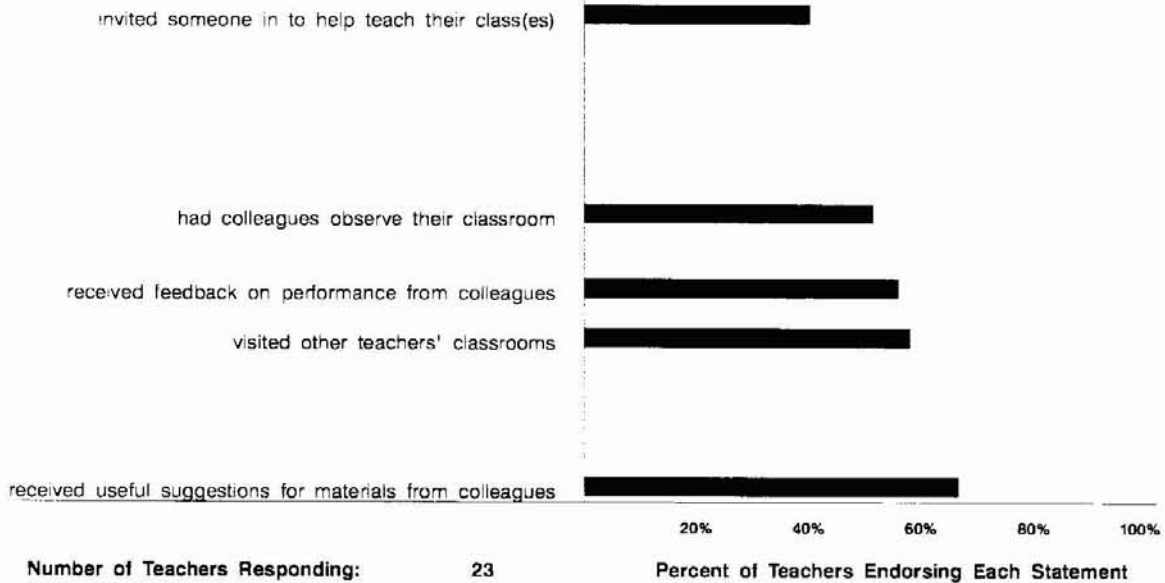 invited someone in to help teach their class(es)
had colleagues observe their classroom
received feedback on performance from colleagues
visited other teachers' classrooms
received useful suggestions for materials from colleagues
20% 40% 60% 80% 100%
Number of Teachers Responding: 23 Percent of Teachers Endorsing Each Statement